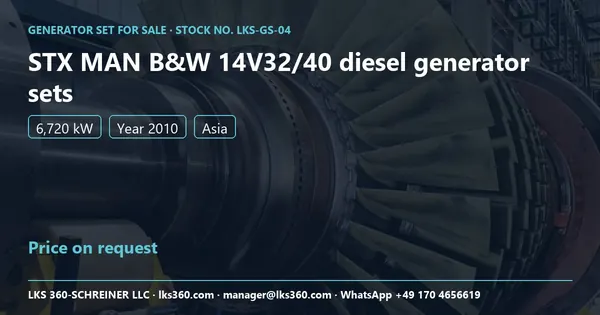 GENERATOR SET FOR SALE · STOCK NO. LKS-GS-04
STX MAN B&W 14V32/40 diesel generator
sets
6,720 kW
Year 2010
Asia
Price on request
LKS 360-SCHREINER LLC · lks360.com · manager@lks360.com · WhatsApp +49 170 4656619